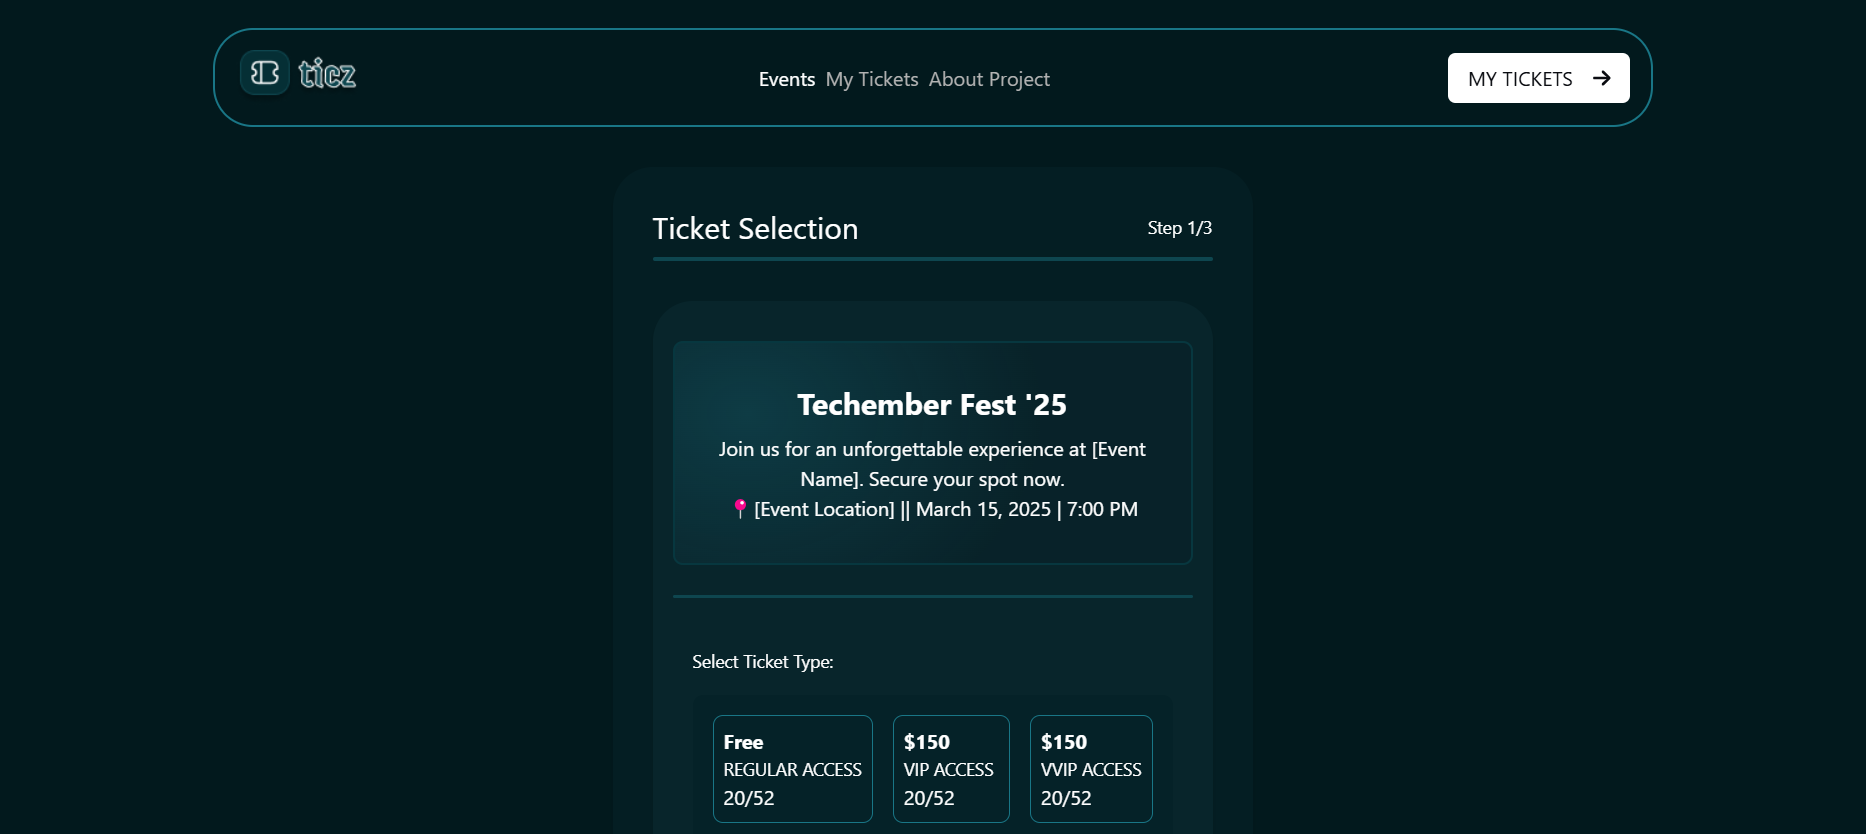 ticz
Events My Tickets About Project
MY TICKETS
Ticket Selection
Step 1/3
Techember Fest '25
Join us for an unforgettable experience at [Event
Name]. Secure your spot now.
[Event Location] || March 15, 2025 | 7:00 PM
Select Ticket Type:
Free
REGULAR ACCESS
20/52
$150
VIP ACCESS
20/52
$150
VVIP ACCESS
20/52